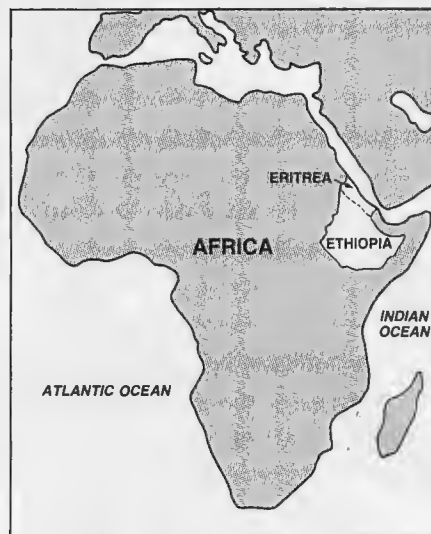 ERITREA
AFRICA
ETHIOPIA
INDIAN
OCEAN
ATLANTIC OCEAN